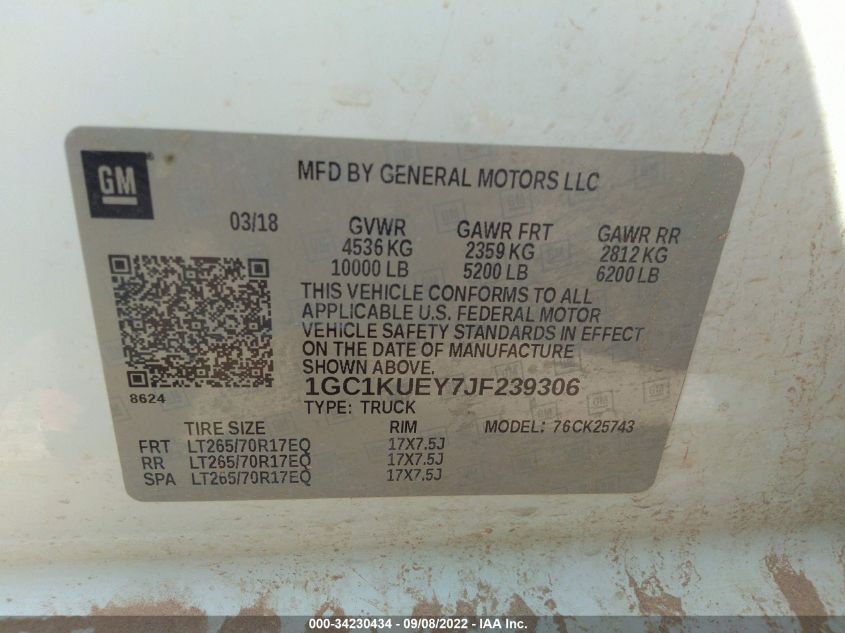 GM
MFD BY GENERAL MOTORS LLC
03/18 GVWR GAWR FRT GAWR RR
4536 KG 2359 KG 2812 KG
10000 LB 5200 LB 6200 LB
THIS VEHICLE CONFORMS TO ALL
APPLICABLE U.S. FEDERAL MOTOR
VEHICLE SAFETY STANDARDS IN EFFECT
ON THE DATE OF MANUFACTURE
SHOWN ABOVE.
8624
1GC1KUEY7JF239306
TYPE: TRUCK
TIRE SIZE RIM MODEL: 76CK25743
FRT LT265/70R17EQ 17X7.5J
RR LT265/70R17EQ 17X7.5J
SPA LT265/70R17EQ 17X7.5J
000-34230434 - 09/08/2022 - IAA Inc.